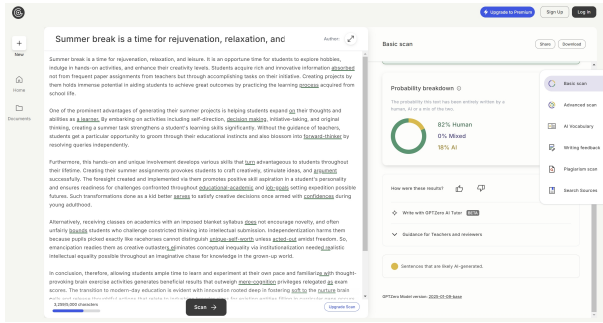 Upgrade to Premium
Sign Up
Log In
New
Home
Documents
Summer break is a time for rejuvenation, relaxation, and
Author:
Summer break is a time for rejuvenation, relaxation, and leisure. It is an opportune time for students to explore hobbies,
indulge in hands-on activities, and enhance their creativity levels. Students acquire rich and innovative information absorbed
not from frequent paper assignments from teachers but through accomplishing tasks on their initiative. Creating projects by
them holds immense potential in aiding students to achieve great outcomes by practicing the learning process acquired from
school life.
One of the prominent advantages of generating their summer projects is helping students expand on their thoughts and
abilities as a learner. By embarking on activities including self-direction, decision making, initiative-taking, and original
thinking, creating a summer task strengthens a student's learning skills significantly. Without the guidance of teachers,
students get a particular opportunity to groom through their educational instincts and also blossom into forward-thinker by
resolving queries independently.
Furthermore, this hands-on and unique involvement develops various skills that turn advantageous to students throughout
their lifetime. Creating their summer assignments provokes students to craft creatively, stimulate ideas, and argument
successfully. The foresight created and implemented via them promotes positive skill aspiration in a student's personality
and ensures readiness for challenges confronted throughout educational-academic and job-goals setting expedition possible
futures. Such transformations done as a kid better serves to satisfy creative decisions once armed with confidences during
young adulthood.
Alternatively, receiving classes on academics with an imposed blanket syllabus does not encourage novelty, and often
unfairly bounds students who challenge constricted thinking into intellectual submission. Independentization harms them
because pupils picked exactly like racehorses cannot distinguish unique-self-worth unless acted-out amidst freedom. So,
emancipation readies them as creative outlasters eliminates conceptual inequality via institutionalization needed realistic
intellectual equality possible throughout an imaginative chase for knowledge in the grown-up world.
In conclusion, therefore, allowing students ample time to learn and experiment at their own pace and familiarizes with thought-
provoking brain exercise activities generates beneficial results that outweigh mere-cognition privileges relegated as exam
scores. The transition to modern-day education is evident with innovation rooted deep in fostering soft to the nurture brain
3,259/5,000 characters
Scan
Upgrade Scan
Basic scan
Share
Download
Probability breakdown
The probability this text has been entirely written by a
human, AI or a mix of the two.
82% Human
0% Mixed
18% AI
How were these results?
Write with GPTZero AI Tutor BETA
Guidance for Teachers and reviewers
Sentences that are likely AI-generated.
GPTZero Model version: 2025-01-09-base
Basic scan
Advanced scan
AI Vocabulary
Writing feedback
Plagiarism scan
Search Sources